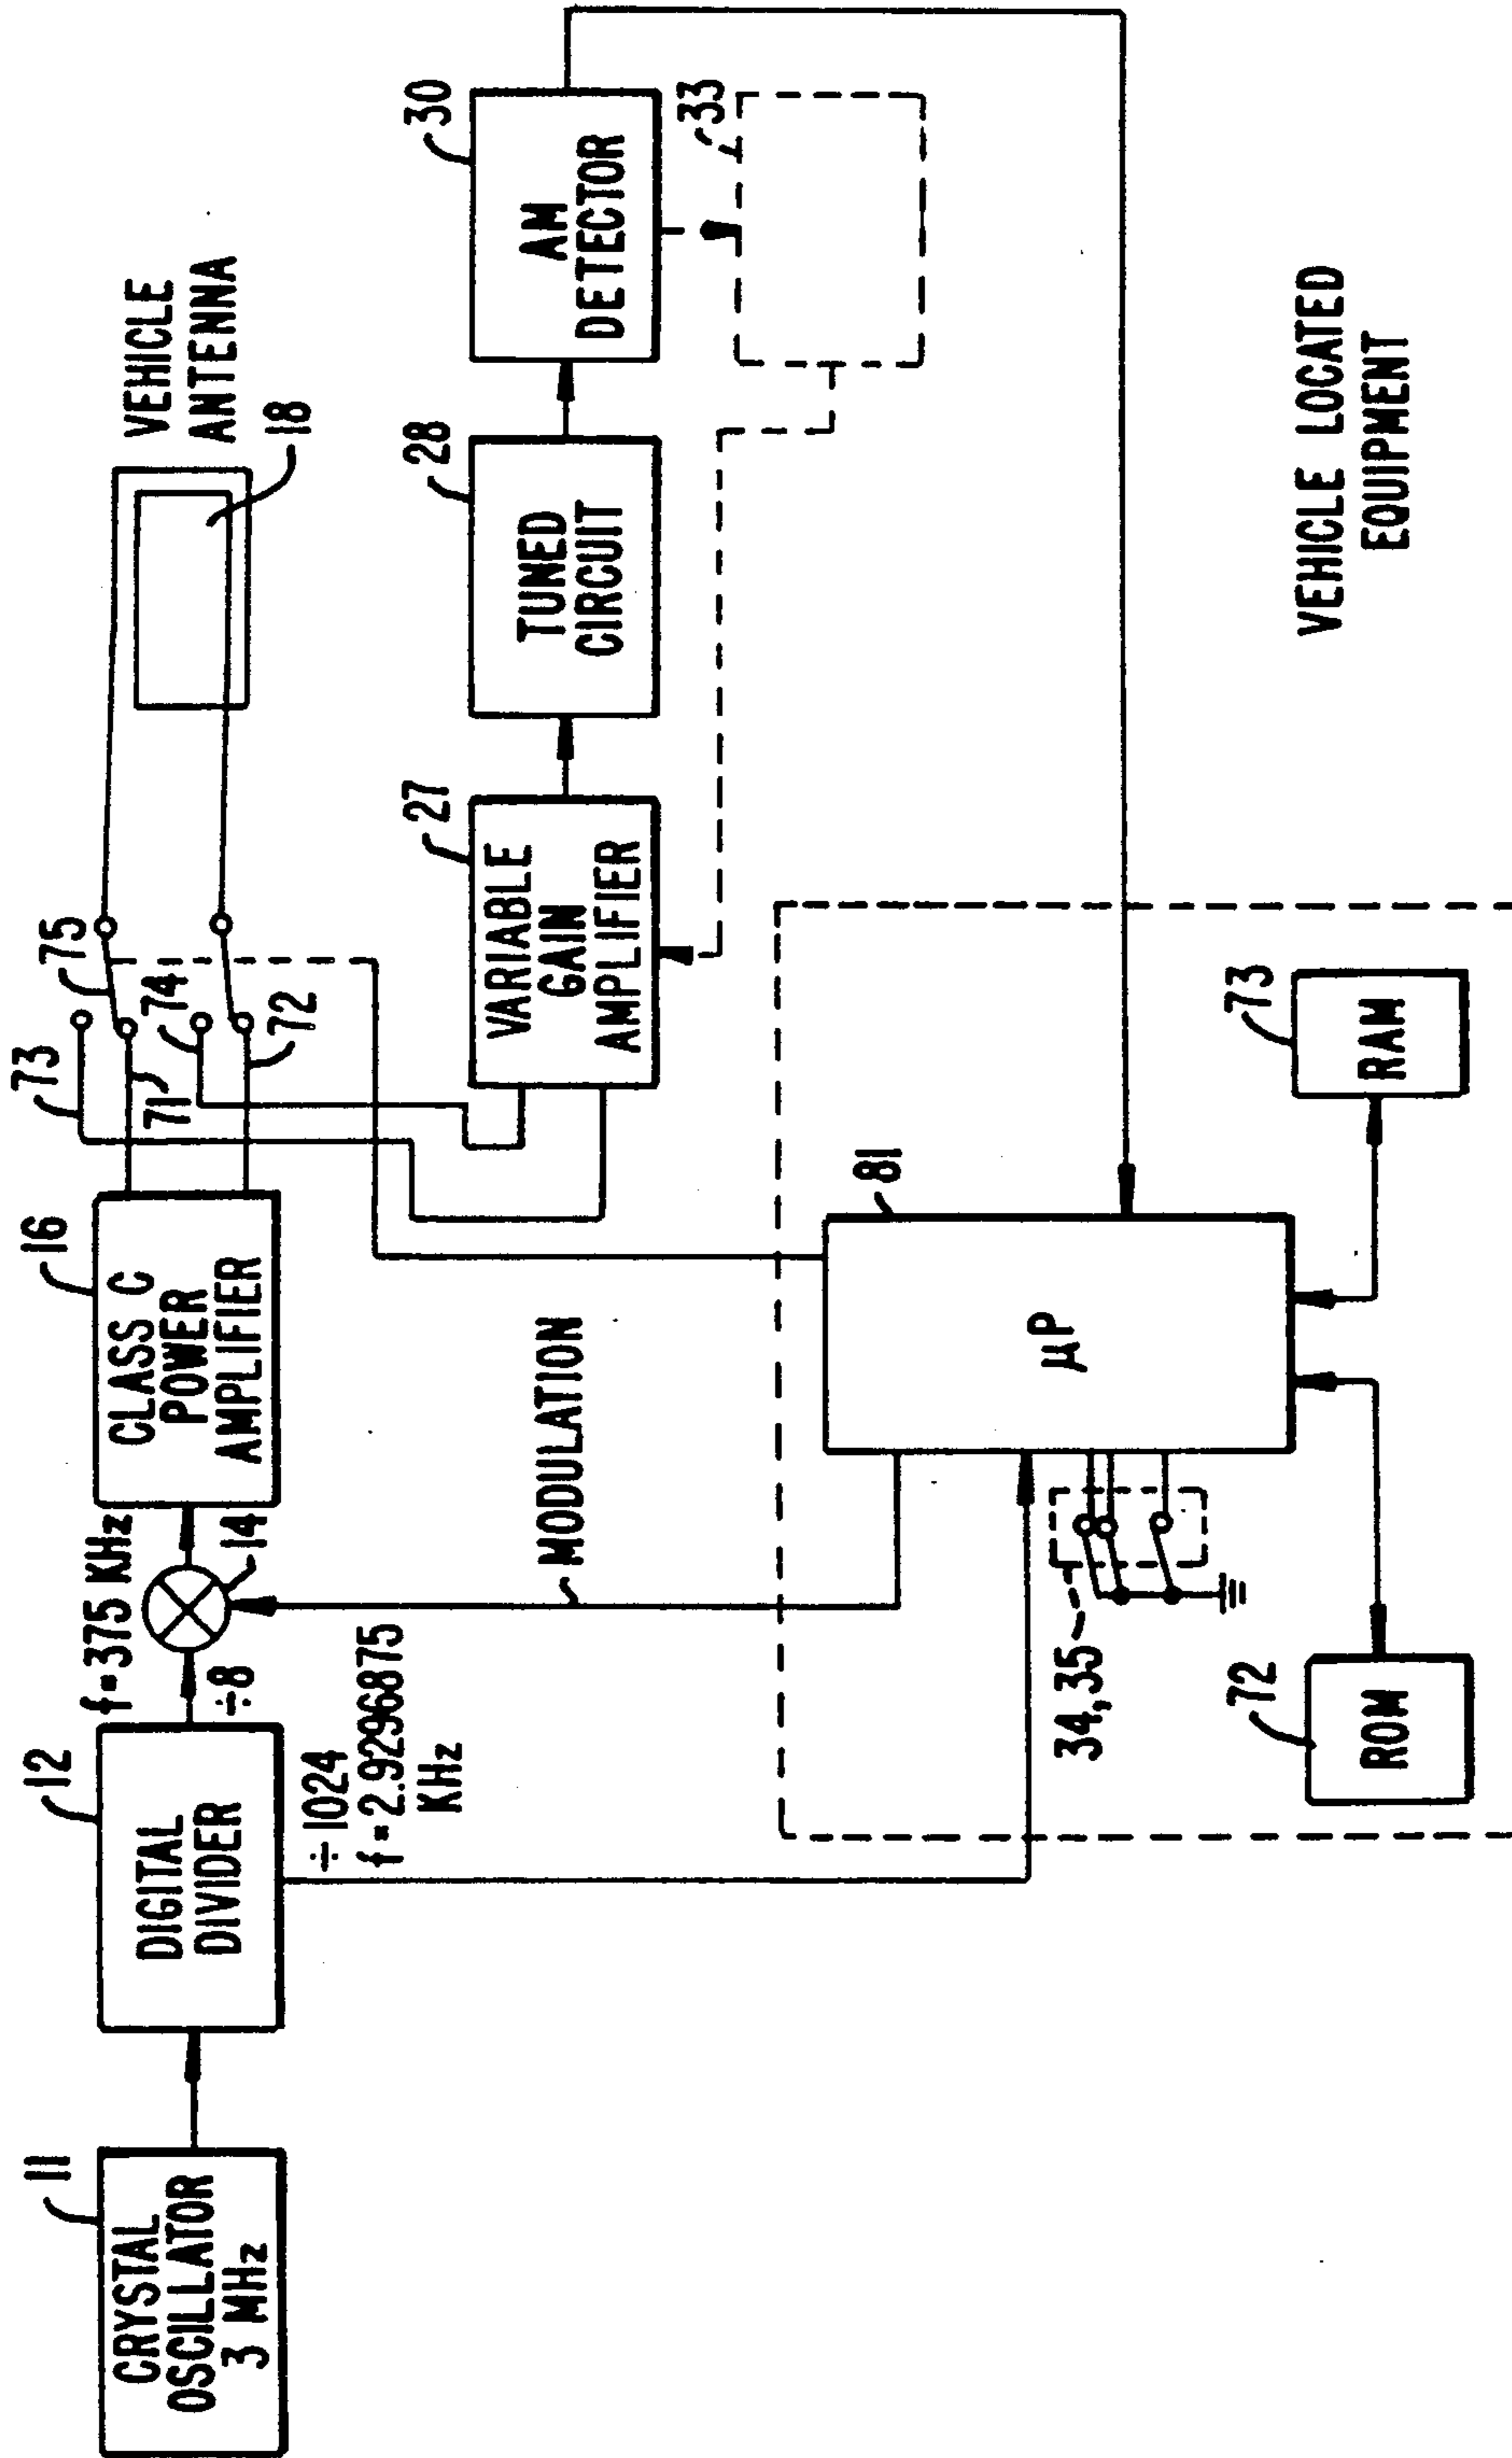 11
CRYSTAL
OSCILLATOR
3 MHz
12
DIGITAL
DIVIDER
÷8
f=375 KHz
14
÷1024
f=2.9296875
KHz
16
CLASS C
POWER
AMPLIFIER
73
71
75
74
72
VEHICLE
ANTENNA
18
27
VARIABLE
GAIN
AMPLIFIER
28
TUNED
CIRCUIT
30
AM
DETECTOR
33
MODULATION
81
μP
34,35
72
ROM
73
RAM
VEHICLE LOCATED
EQUIPMENT